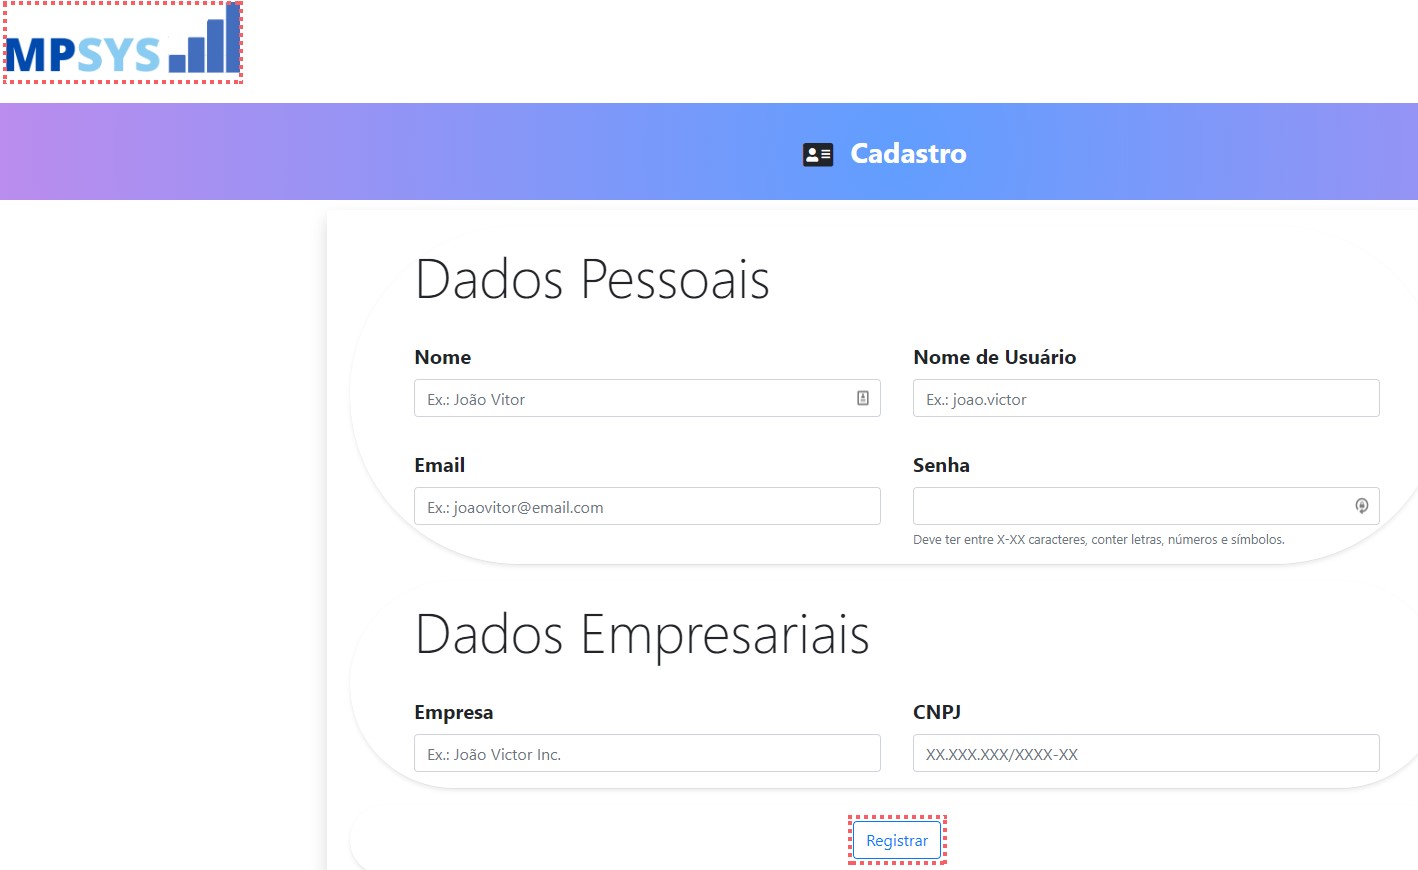 MPSYS
Cadastro
Dados Pessoais
Nome
Nome de Usuário
Ex.: João Vitor
Ex.: joao.victor
Email
Senha
Ex.: joaovitor@email.com
Deve ter entre X-XX caracteres, conter letras, números e símbolos.
Dados Empresariais
Empresa
CNPJ
Ex.: João Victor Inc.
XX.XXX.XXX/XXXX-XX
Registrar